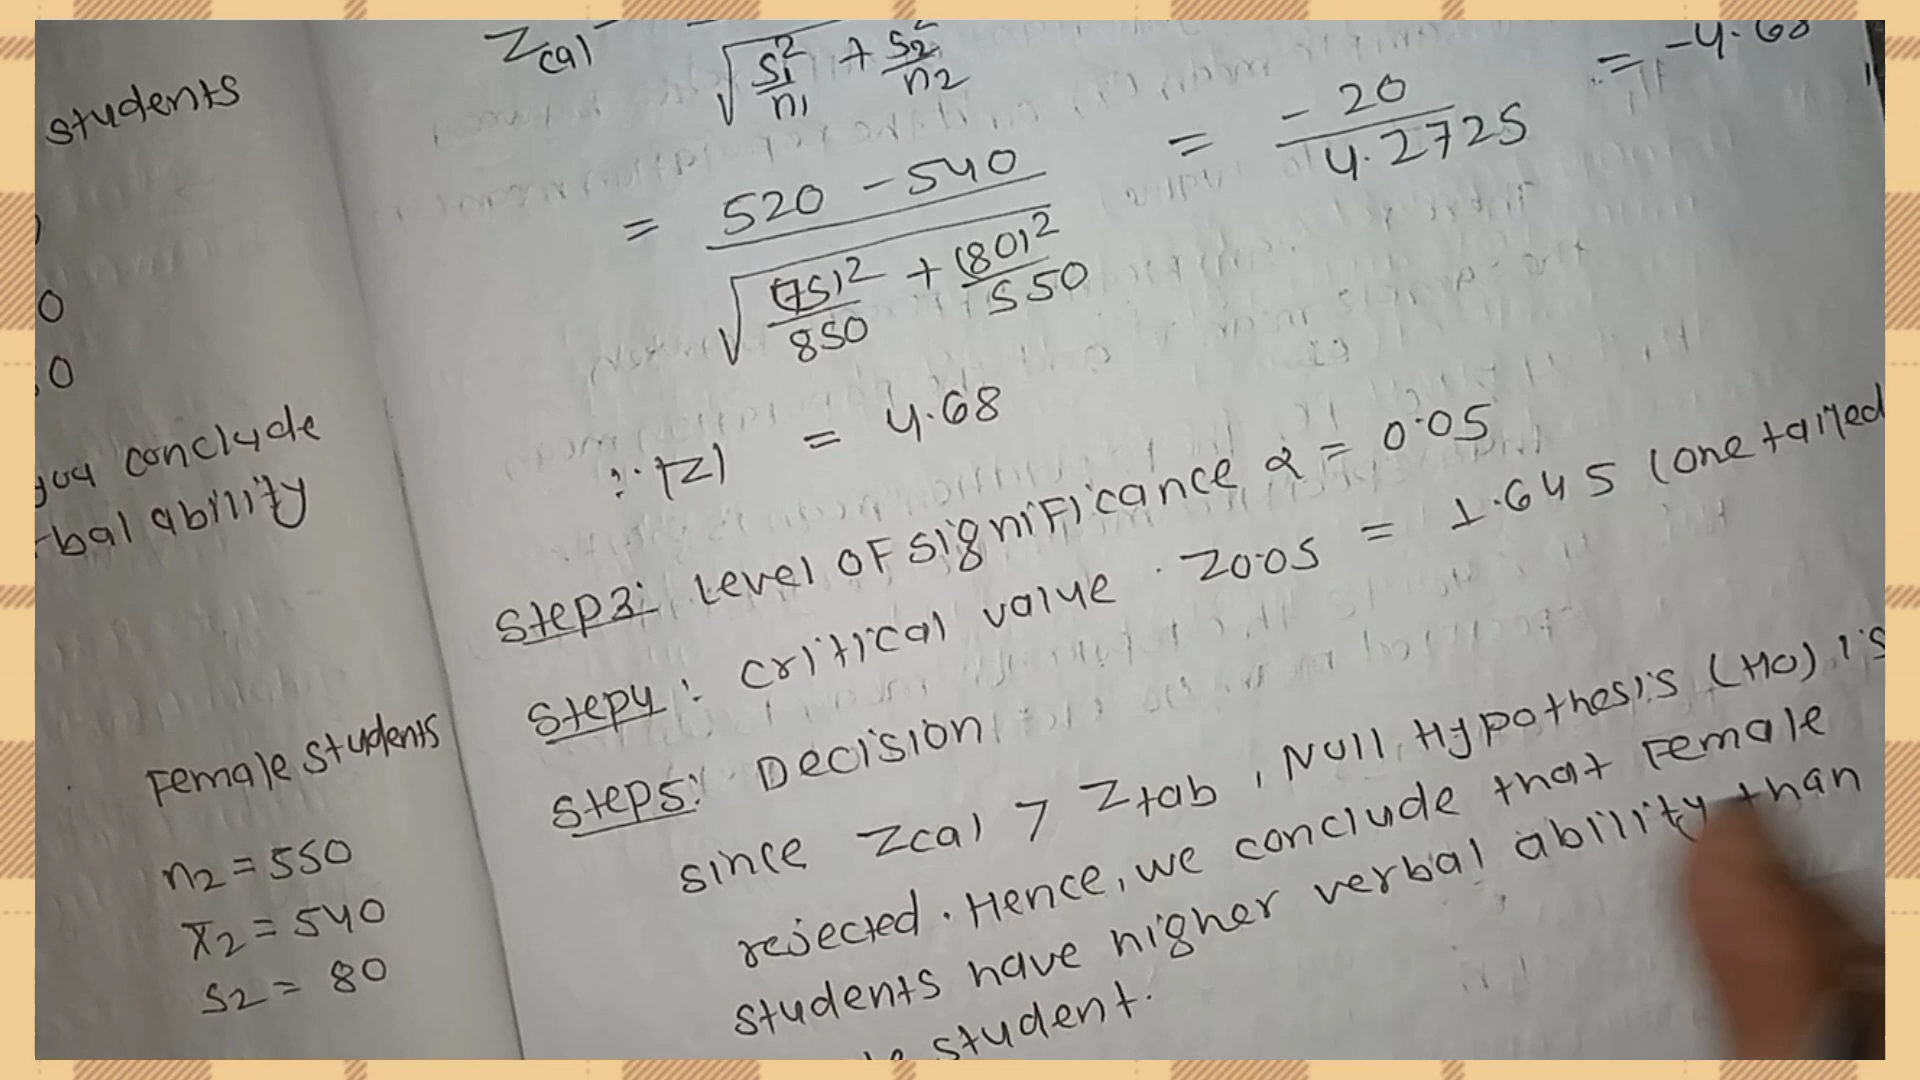 students
0
0
you conclude
rbal ability
Female students
n2 = 550
x̄2 = 540
s2 = 80
Zcal =
√ s1²/n1 + s2²/n2
= 520 - 540 / √ (75)²/850 + (80)²/550
= -20 / 4.2725
= -4.68
∴ |Z| = 4.68
Step3: Level of significance α = 0.05
Step4: critical value. Z0.05 = 1.645 (one tailed
Step5: Decision
since Zcal > Ztab, Null Hypothesis (H0) is
rejected. Hence, we conclude that Female
students have higher verbal ability than
student.